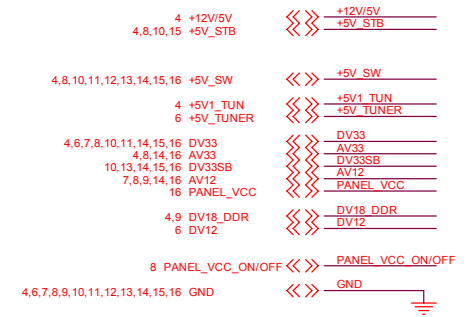 4 +12V/5V +12V/5V
4,8,10,15 +5V_STB +5V_STB
4,8,10,11,12,13,14,15,16 +5V_SW +5V_SW
4 +5V1_TUN +5V1_TUN
6 +5V_TUNER +5V_TUNER
4,6,7,8,10,11,14,15,16 DV33 DV33
4,8,14,16 AV33 AV33
10,13,14,15,16 DV33SB DV33SB
7,8,9,14,16 AV12 AV12
16 PANEL_VCC PANEL_VCC
4,9 DV18_DDR DV18_DDR
6 DV12 DV12
8 PANEL_VCC_ON/OFF PANEL_VCC_ON/OFF
4,6,7,8,9,10,11,12,13,14,15,16 GND GND